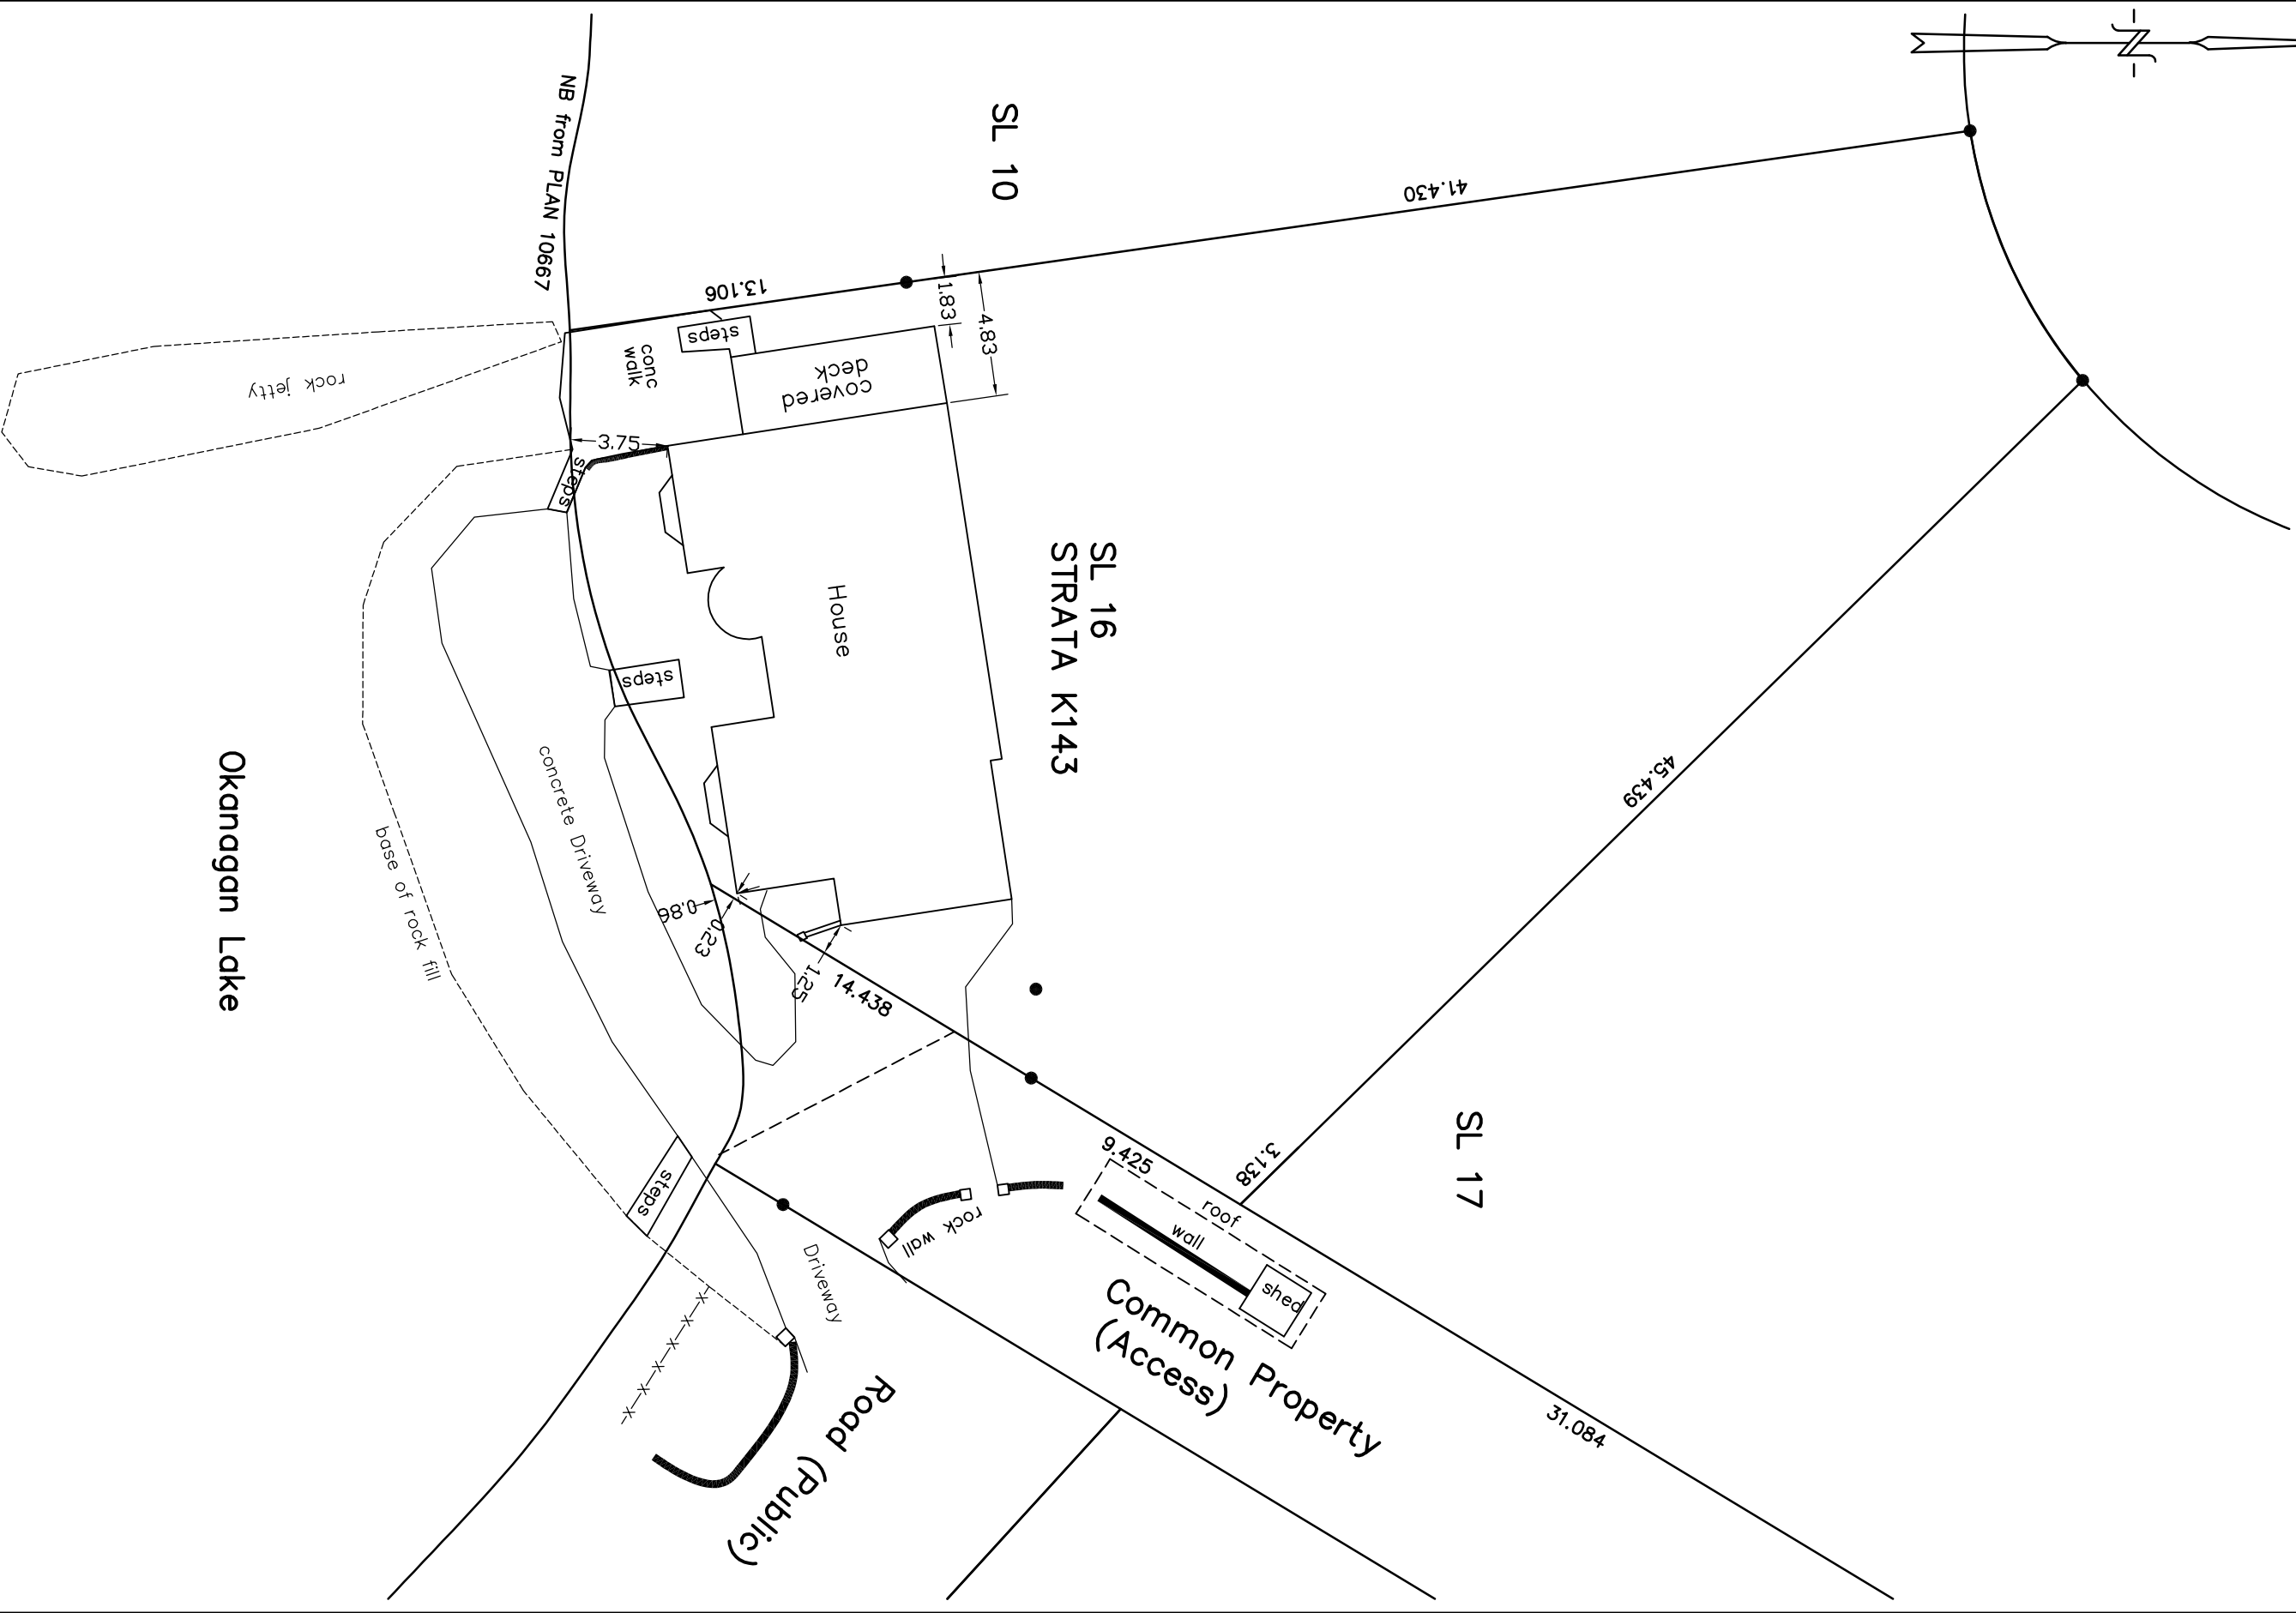 SL 10
NB from PLAN 10667
41.430
13.106
1.83
4.83
steps
conc
walk
covered
deck
rock jetty
3.75
steps
House
SL 16
STRATA K143
steps
45.439
concrete Driveway
base of rock fill
Okanagan Lake
0.86
0.23
1.25
14.438
SL 17
9.425
3.138
roof
wall
shed
rock wall
steps
Driveway
Common Property
(Access)
Road (Public)
31.084